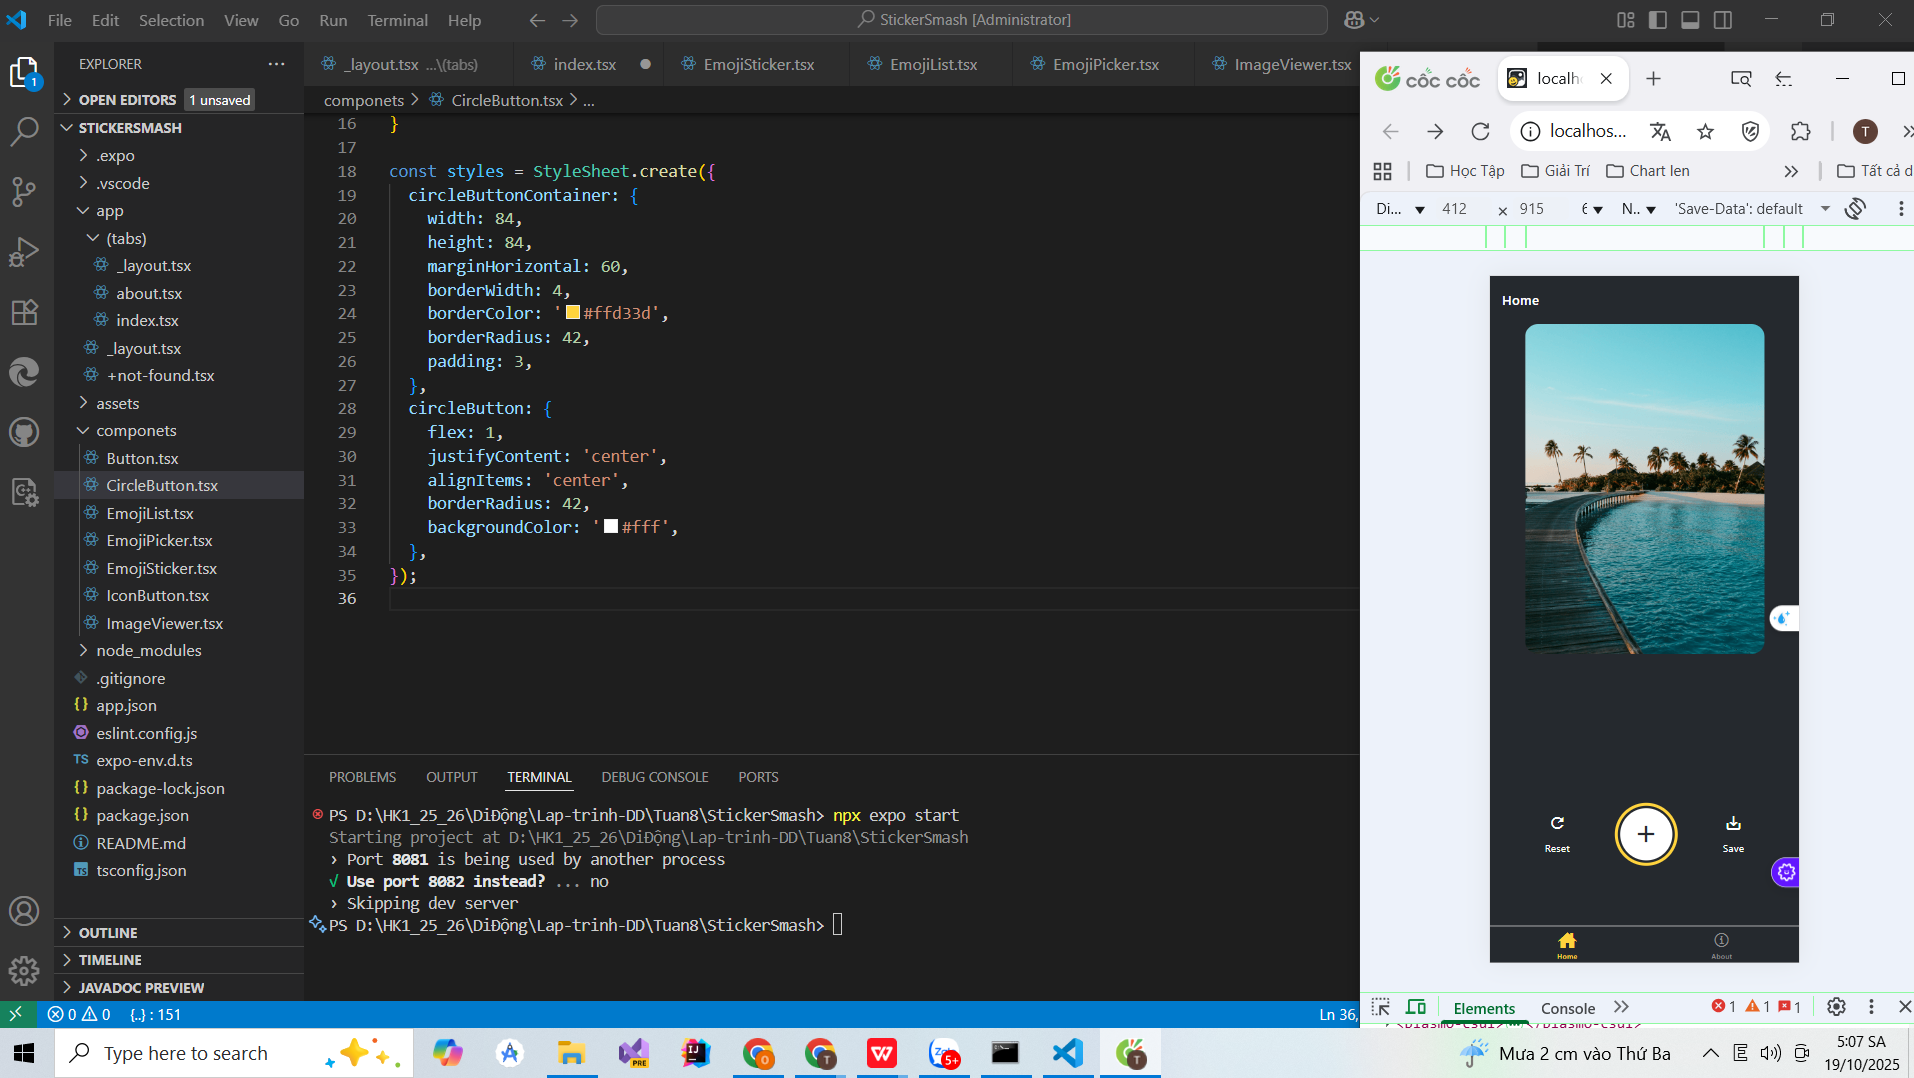 File Edit Selection View Go Run Terminal Help
StickerSmash [Administrator]
EXPLORER
OPEN EDITORS 1 unsaved
STICKERSMASH
.expo
.vscode
app
(tabs)
_layout.tsx
about.tsx
index.tsx
_layout.tsx
+not-found.tsx
assets
componets
Button.tsx
CircleButton.tsx
EmojiList.tsx
EmojiPicker.tsx
EmojiSticker.tsx
IconButton.tsx
ImageViewer.tsx
node_modules
.gitignore
app.json
eslint.config.js
expo-env.d.ts
package-lock.json
package.json
README.md
tsconfig.json
OUTLINE
TIMELINE
JAVADOC PREVIEW
_layout.tsx ...\(tabs) index.tsx EmojiSticker.tsx EmojiList.tsx EmojiPicker.tsx ImageViewer.tsx
componets > CircleButton.tsx > ...
16 }
17
18 const styles = StyleSheet.create({
19 circleButtonContainer: {
20 width: 84,
21 height: 84,
22 marginHorizontal: 60,
23 borderWidth: 4,
24 borderColor: '#ffd33d',
25 borderRadius: 42,
26 padding: 3,
27 },
28 circleButton: {
29 flex: 1,
30 justifyContent: 'center',
31 alignItems: 'center',
32 borderRadius: 42,
33 backgroundColor: '#fff',
34 },
35 });
36
PROBLEMS OUTPUT TERMINAL DEBUG CONSOLE PORTS
PS D:\HK1_25_26\DiĐộng\Lap-trinh-DD\Tuan8\StickerSmash> npx expo start
Starting project at D:\HK1_25_26\DiĐộng\Lap-trinh-DD\Tuan8\StickerSmash
› Port 8081 is being used by another process
√ Use port 8082 instead? ... no
› Skipping dev server
PS D:\HK1_25_26\DiĐộng\Lap-trinh-DD\Tuan8\StickerSmash>
0 0 {..} : 151
Ln 36,
cốc cốc localh
localhos... T
Học Tập Giải Trí Chart len Tất cả d
Di... 412 × 915 6 N.. 'Save-Data': default
Home
Reset
Save
Home
About
Elements Console 1 1 1
Type here to search
Mưa 2 cm vào Thứ Ba
5:07 SA
19/10/2025